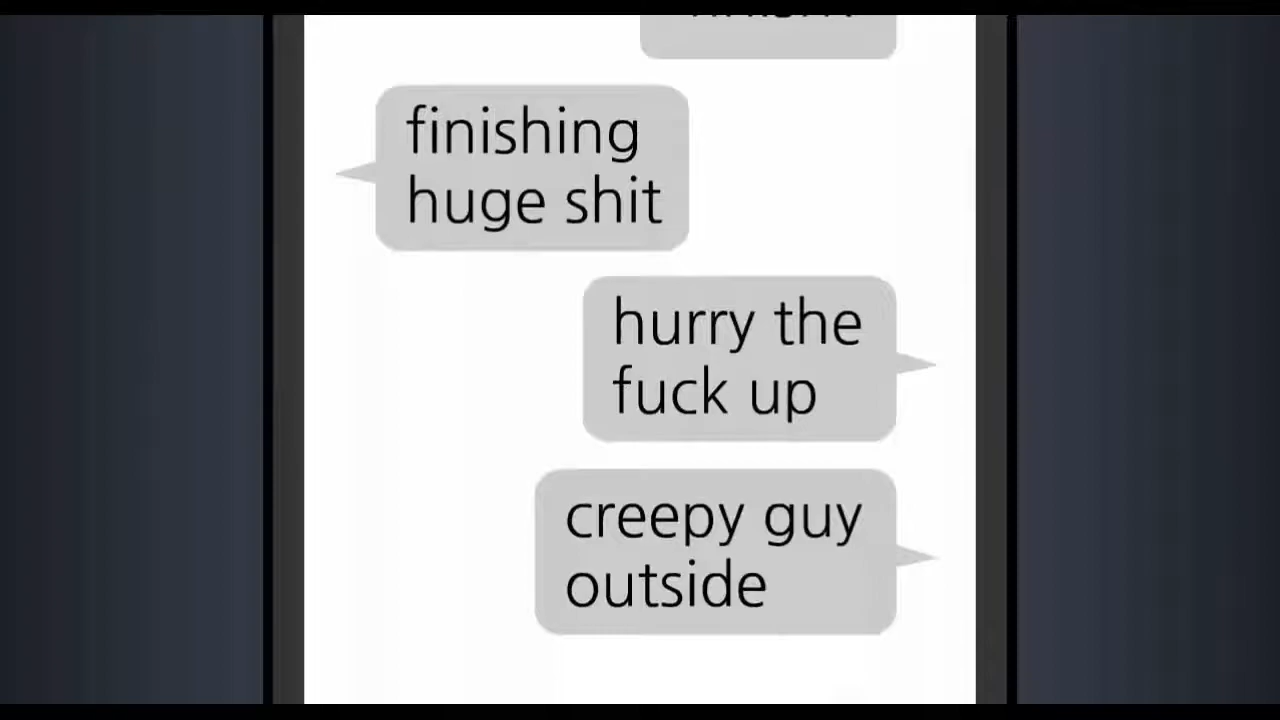 finishing
huge shit
hurry the
fuck up
creepy guy
outside